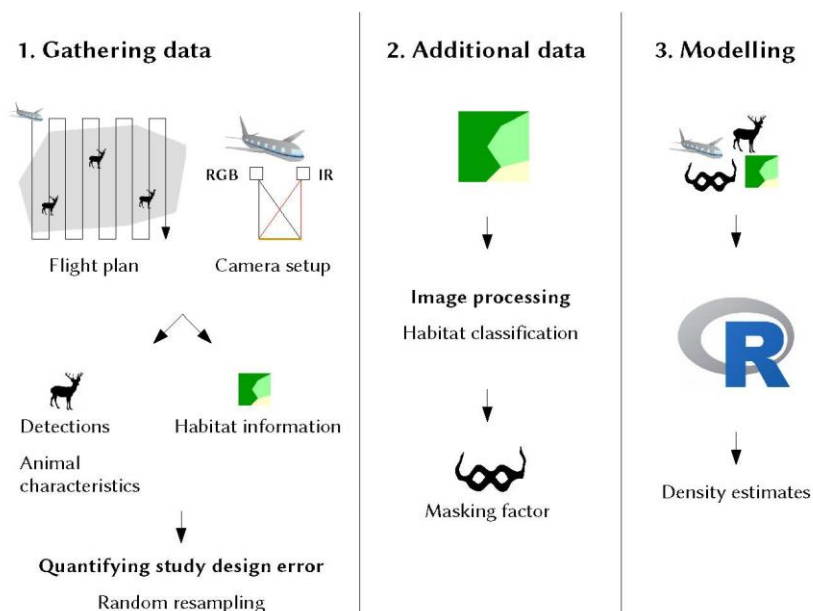 1. Gathering data
RGB
IR
Flight plan
Camera setup
Detections
Habitat information
Animal
characteristics
Quantifying study design error
Random resampling
2. Additional data
Image processing
Habitat classification
Masking factor
3. Modelling
R
Density estimates